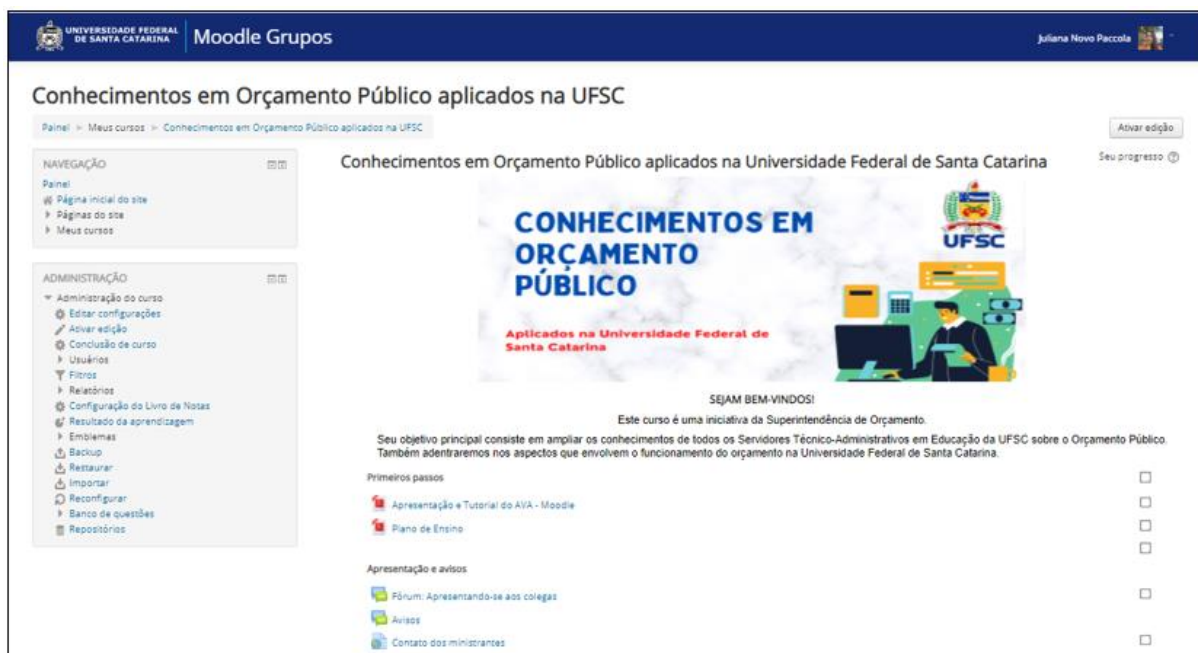 UNIVERSIDADE FEDERAL
DE SANTA CATARINA
Moodle Grupos
Juliana Novo Paccola
Conhecimentos em Orçamento Público aplicados na UFSC
Painel
Meus cursos
Conhecimentos em Orçamento Público aplicados na UFSC
Ativar edição
NAVEGAÇÃO
Painel
Página inicial do site
Páginas do site
Meus cursos
ADMINISTRAÇÃO
Administração do curso
Editar configurações
Ativar edição
Conclusão de curso
Usuários
Filtros
Relatórios
Configuração do Livro de Notas
Resultado da aprendizagem
Emblemas
Backup
Restaurar
Importar
Reconfigurar
Banco de questões
Repositórios
Conhecimentos em Orçamento Público aplicados na Universidade Federal de Santa Catarina
Seu progresso
CONHECIMENTOS EM
ORÇAMENTO
PÚBLICO
UFSC
Aplicados na Universidade Federal de
Santa Catarina
SEJAM BEM-VINDOS!
Este curso é uma iniciativa da Superintendência de Orçamento.
Seu objetivo principal consiste em ampliar os conhecimentos de todos os Servidores Técnico-Administrativos em Educação da UFSC sobre o Orçamento Público.
Também adentraremos nos aspectos que envolvem o funcionamento do orçamento na Universidade Federal de Santa Catarina.
Primeiros passos
Apresentação e Tutorial do AVA - Moodle
Plano de Ensino
Apresentação e avisos
Fórum: Apresentando-se aos colegas
Avisos
Contato dos ministrantes